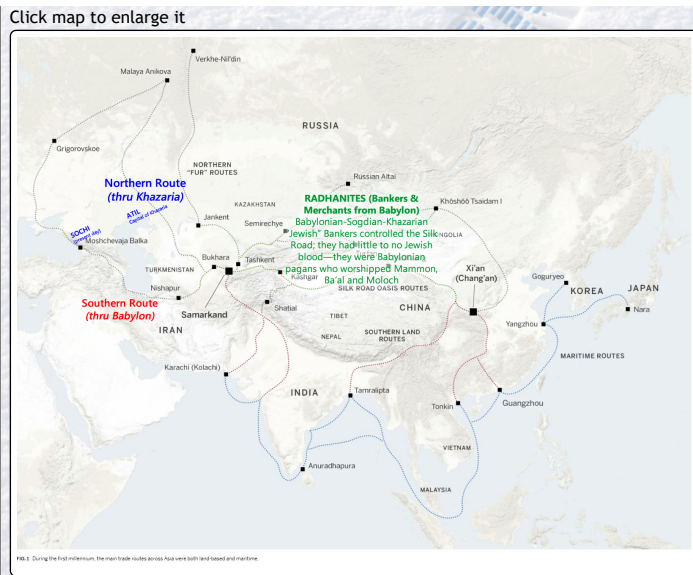 Click map to enlarge it
Verkhe-Nil'din
Malaya Anikova
RUSSIA
Grigorovskoe
NORTHERN
"FUR" ROUTES
Russian Altai
Northern Route
(thru Khazaria)
RADHANITES (Bankers &
Merchants from Babylon)
Babylonian-Sogdian-Khazarian
Jewish" Bankers controlled the Silk
Road; they had little to no Jewish
blood—they were Babylonian
pagans who worshipped Mammon,
Ba'al and Moloch
KAZAKHSTAN
Khöshöö Tsaidam I
ATIL
Capital of Khazaria
Jankent
Semirechye
SOCHI
(present day)
Moshchevaja Balka
Bukhara
Tashkent
Xi'an
(Chang'an)
Goguryeo
TURKMENISTAN
Kashgar
KOREA
JAPAN
Nishapur
SILK ROAD OASIS ROUTES
Southern Route
(thru Babylon)
Samarkand
Shatial
CHINA
Nara
IRAN
TIBET
Yangzhou
SOUTHERN LAND
ROUTES
NEPAL
MARITIME ROUTES
Karachi (Kolachi)
INDIA
Tamralipta
Tonkin
Guangzhou
VIETNAM
Anuradhapura
MALAYSIA
FIG. 2 During the first millennium, the main trade routes across Asia were both land-based and maritime.